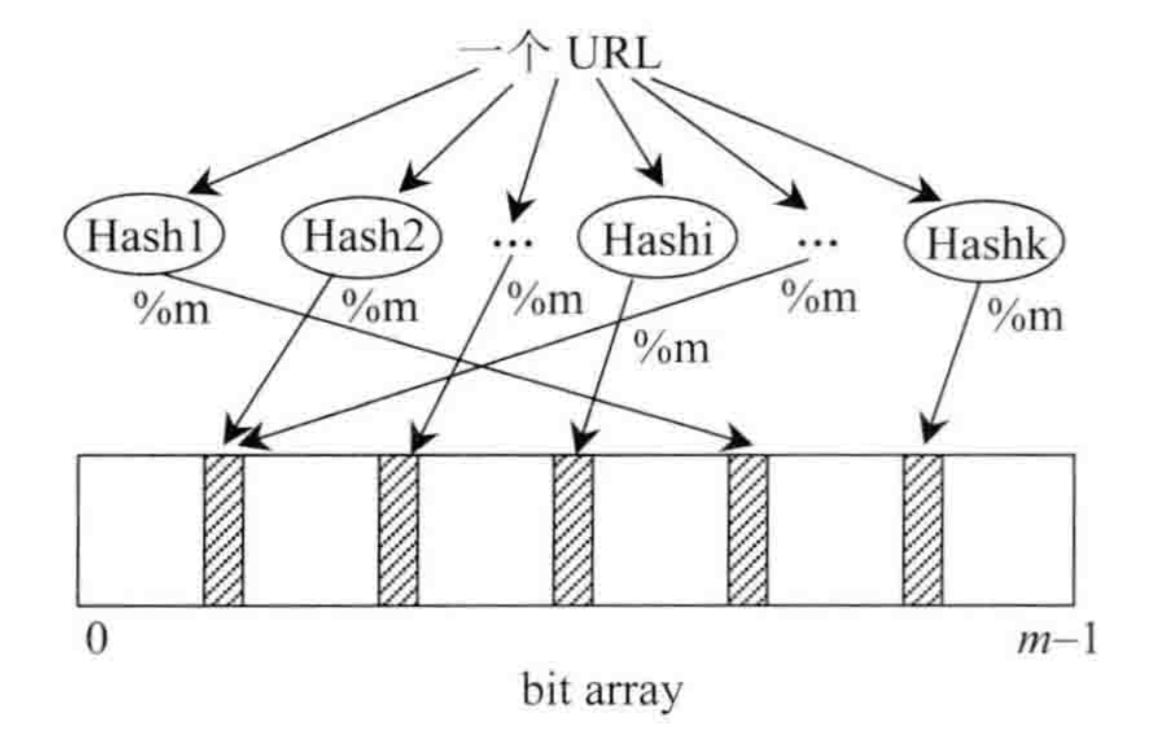 一个 URL
Hash1 Hash2 ... Hashi ... Hashk
%m %m %m %m %m %m
0 m−1
bit array